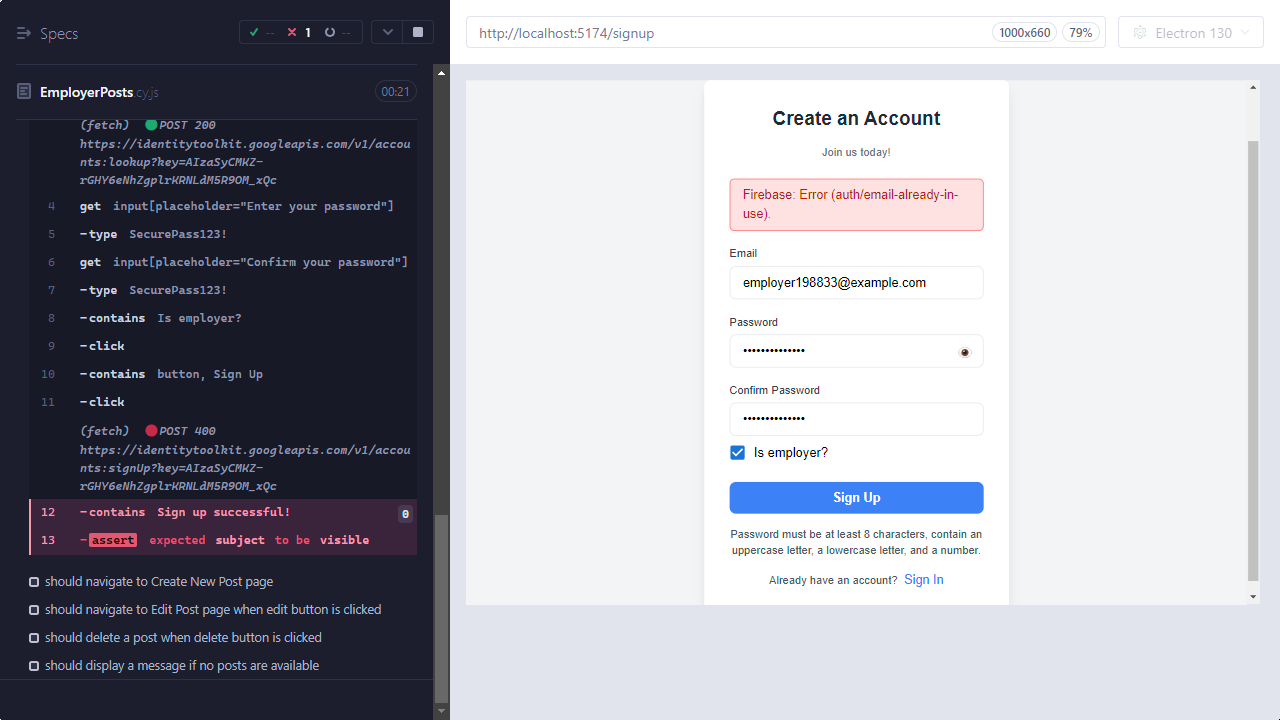 Specs
-- 1 --
EmployerPosts.cy.js 00:21
(fetch) POST 200
https://identitytoolkit.googleapis.com/v1/accou
nts:lookup?key=AIzaSyCMKZ-
rGHY6eNhZgplrKRNLdM5R9OM_xQc
4 get input[placeholder="Enter your password"]
5 -type SecurePass123!
6 get input[placeholder="Confirm your password"]
7 -type SecurePass123!
8 -contains Is employer?
9 -click
10 -contains button, Sign Up
11 -click
(fetch) POST 400
https://identitytoolkit.googleapis.com/v1/accou
nts:signUp?key=AIzaSyCMKZ-
rGHY6eNhZgplrKRNLdM5R9OM_xQc
12 -contains Sign up successful! 0
13 -assert expected subject to be visible
should navigate to Create New Post page
should navigate to Edit Post page when edit button is clicked
should delete a post when delete button is clicked
should display a message if no posts are available
http://localhost:5174/signup 1000x660 79% Electron 130
Create an Account
Join us today!
Firebase: Error (auth/email-already-in-
use).
Email
employer198833@example.com
Password
••••••••••••••
Confirm Password
••••••••••••••
Is employer?
Sign Up
Password must be at least 8 characters, contain an
uppercase letter, a lowercase letter, and a number.
Already have an account? Sign In